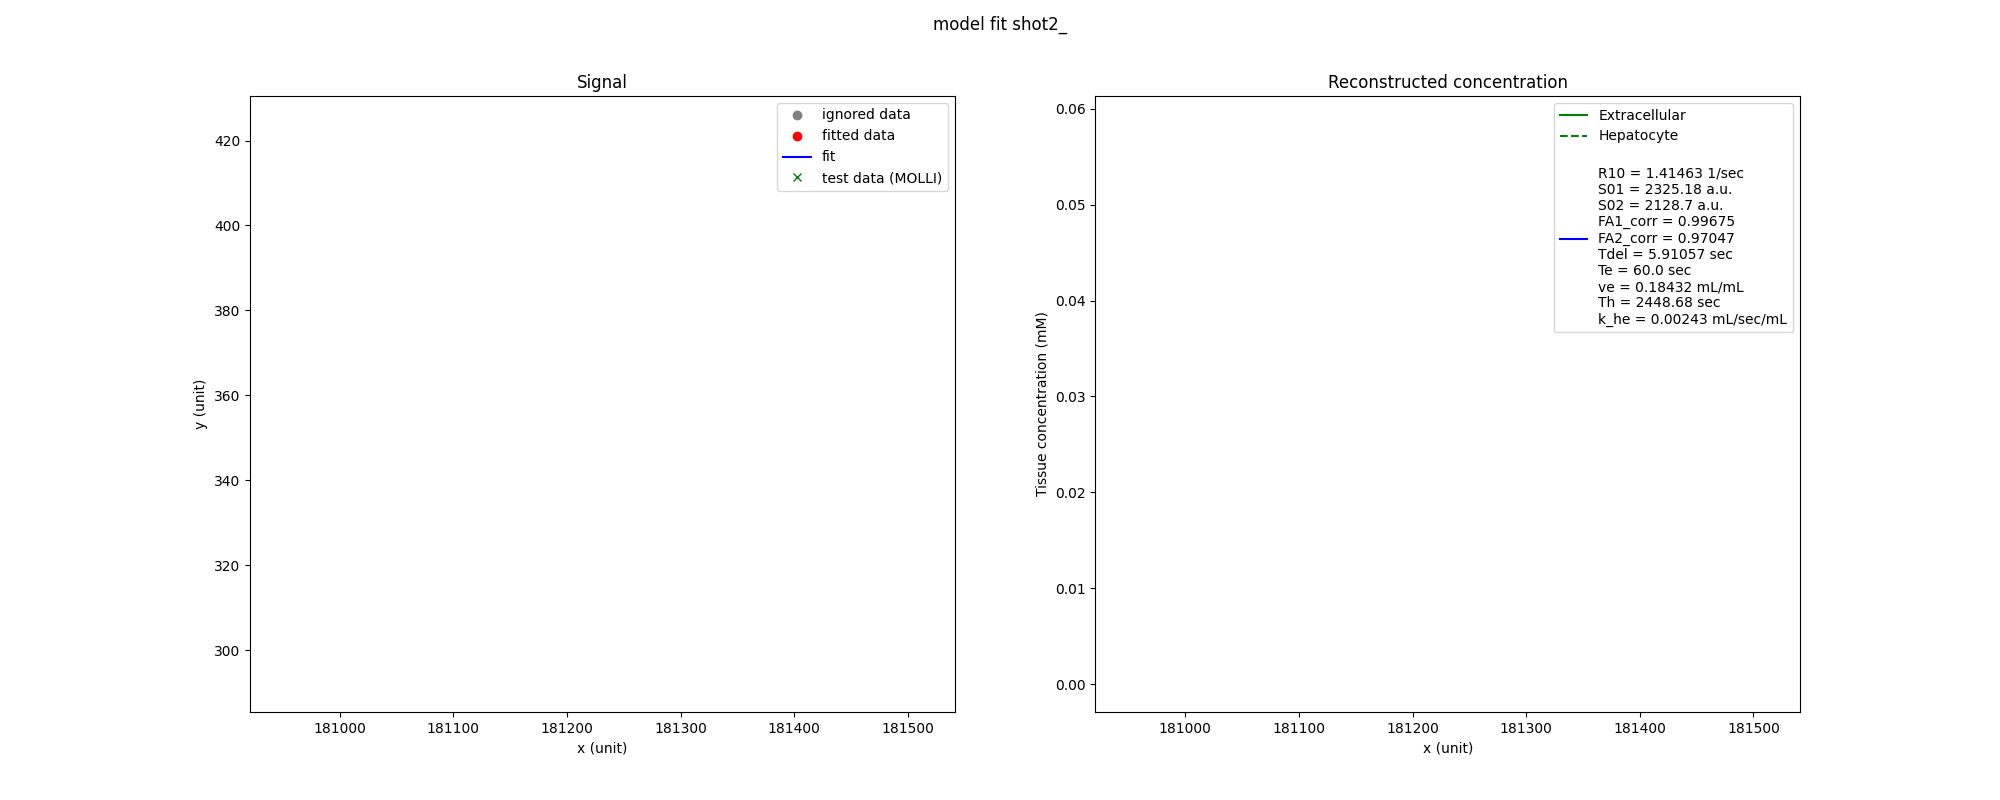 model fit shot2_
Signal
ignored data
fitted data
fit
test data (MOLLI)
420
400
380
360
340
320
300
y (unit)
181000 181100 181200 181300 181400 181500
x (unit)
Reconstructed concentration
Extracellular
Hepatocyte
R10 = 1.41463 1/sec
S01 = 2325.18 a.u.
S02 = 2128.7 a.u.
FA1_corr = 0.99675
FA2_corr = 0.97047
Tdel = 5.91057 sec
Te = 60.0 sec
ve = 0.18432 mL/mL
Th = 2448.68 sec
k_he = 0.00243 mL/sec/mL
0.06
0.05
0.04
0.03
0.02
0.01
0.00
Tissue concentration (mM)
181000 181100 181200 181300 181400 181500
x (unit)